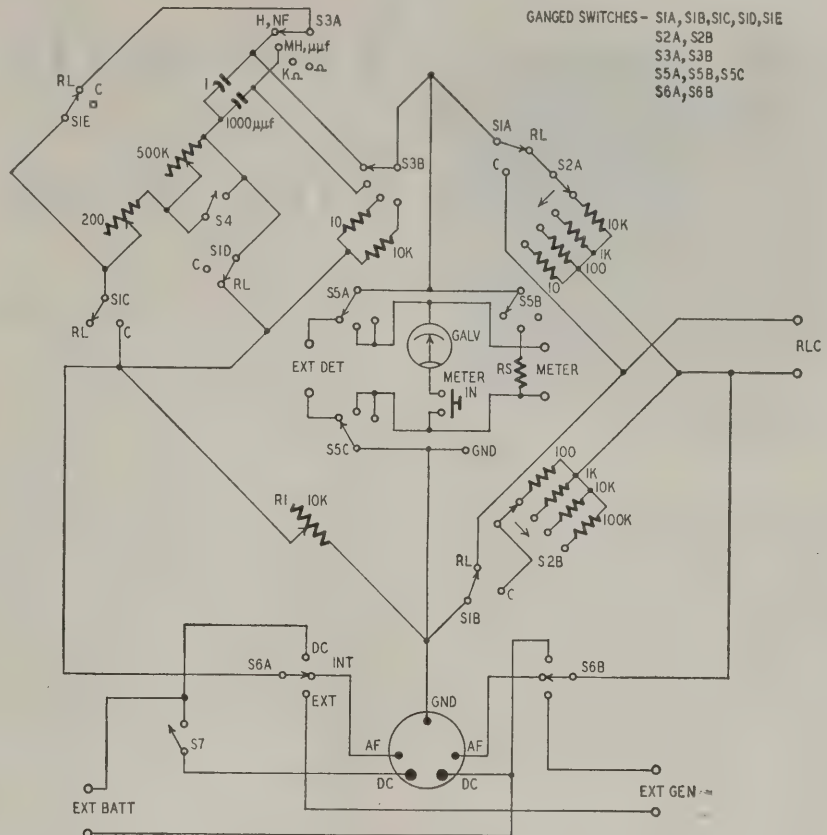 GANGED SWITCHES - S1A, S1B, S1C, S1D, S1E
S2A, S2B
S3A, S3B
S5A, S5B, S5C
S6A, S6B
H, NF
S3A
MH, μμf
KΩ
Ω
1
1000μμf
RL
C
S1E
500K
200
S4
S1D
C
RL
S1C
RL
C
S3B
10
10K
S1A
RL
C
S2A
10K
1K
100
10
S5A
S5B
GALV
EXT DET
METER
IN
RS
METER
S5C
GND
RLC
R1
10K
100
1K
10K
100K
S2B
RL
C
S1B
DC
S6A
INT
EXT
S6B
GND
AF
AF
DC
DC
S7
EXT BATT
EXT GEN